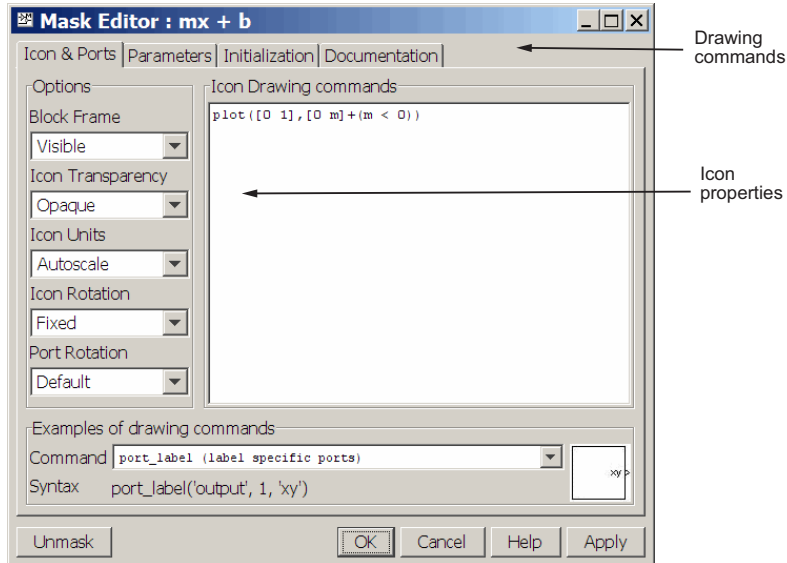 Mask Editor : mx + b
Icon & Ports Parameters Initialization Documentation
Drawing
commands
Options
Icon Drawing commands
Block Frame
plot([0 1],[0 m]+(m < 0))
Visible
Icon Transparency
Opaque
Icon
properties
Icon Units
Autoscale
Icon Rotation
Fixed
Port Rotation
Default
Examples of drawing commands
Command port_label (label specific ports)
xy>
Syntax port_label('output', 1, 'xy')
Unmask OK Cancel Help Apply